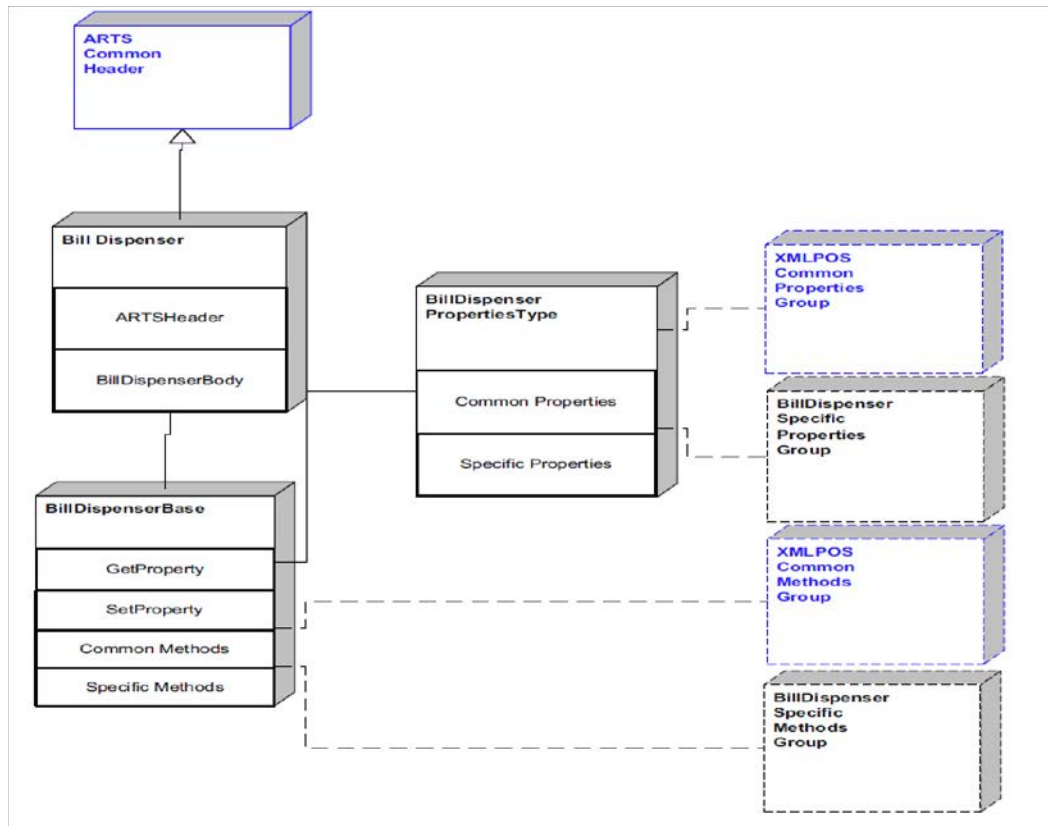 ARTS
Common
Header
Bill Dispenser
ARTSHeader
BillDispenserBody
BillDispenser
PropertiesType
Common Properties
Specific Properties
XMLPOS
Common
Properties
Group
BillDispenser
Specific
Properties
Group
BillDispenserBase
GetProperty
SetProperty
Common Methods
Specific Methods
XMLPOS
Common
Methods
Group
BillDispenser
Specific
Methods
Group